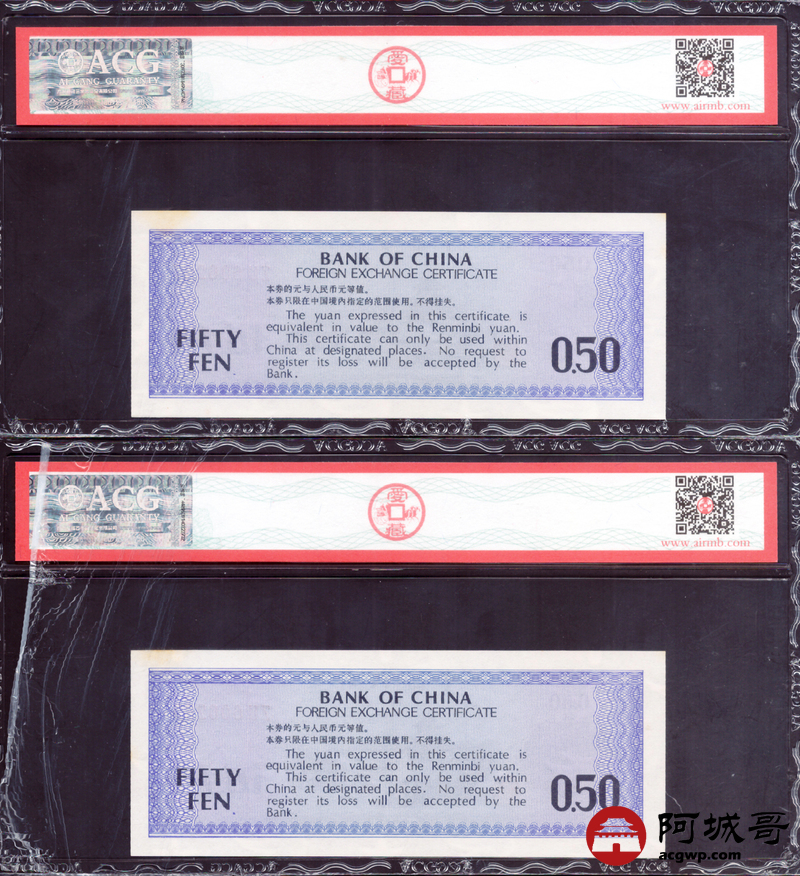 ACG
AI CANG GUARANTY
愛藏
www.airmb.com
BANK OF CHINA
FOREIGN EXCHANGE CERTIFICATE
本券的元与人民币元等值。
本券只限在中国境内指定的范围使用，不得挂失。
The yuan expressed in this certificate is
equivalent in value to the Renminbi yuan.
This certificate can only be used within
China at designated places. No request to
register its loss will be accepted by the
Bank.
FIFTY
FEN
0.50
ACG
AI CANG GUARANTY
愛藏
www.airmb.com
BANK OF CHINA
FOREIGN EXCHANGE CERTIFICATE
本券的元与人民币元等值。
本券只限在中国境内指定的范围使用，不得挂失。
The yuan expressed in this certificate is
equivalent in value to the Renminbi yuan.
This certificate can only be used within
China at designated places. No request to
register its loss will be accepted by the
Bank.
FIFTY
FEN
0.50
阿城哥
acgwp.com